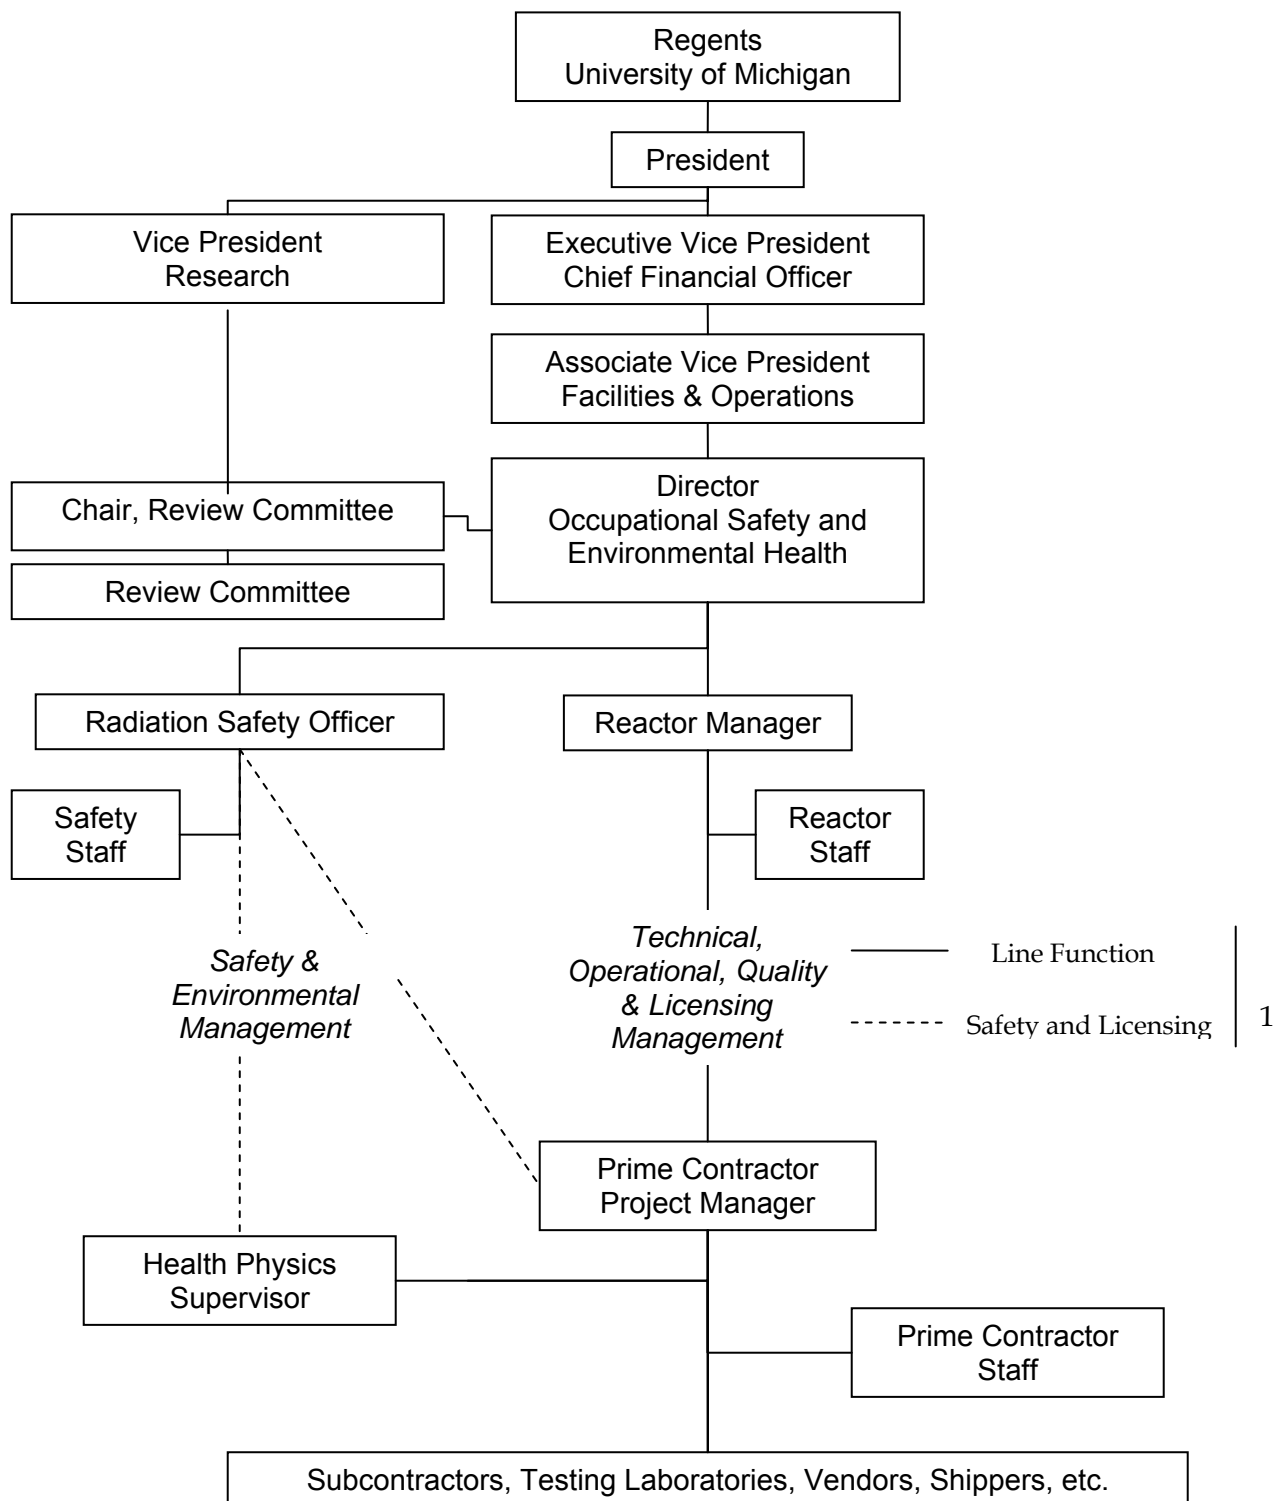 Regents
University of Michigan
President
Vice President
Research
Executive Vice President
Chief Financial Officer
Associate Vice President
Facilities & Operations
Chair, Review Committee
Director
Occupational Safety and
Environmental Health
Review Committee
Radiation Safety Officer
Reactor Manager
Safety
Staff
Reactor
Staff
Safety &
Environmental
Management
Technical,
Operational, Quality
& Licensing
Management
Line Function
Safety and Licensing
1
Prime Contractor
Project Manager
Health Physics
Supervisor
Prime Contractor
Staff
Subcontractors, Testing Laboratories, Vendors, Shippers, etc.